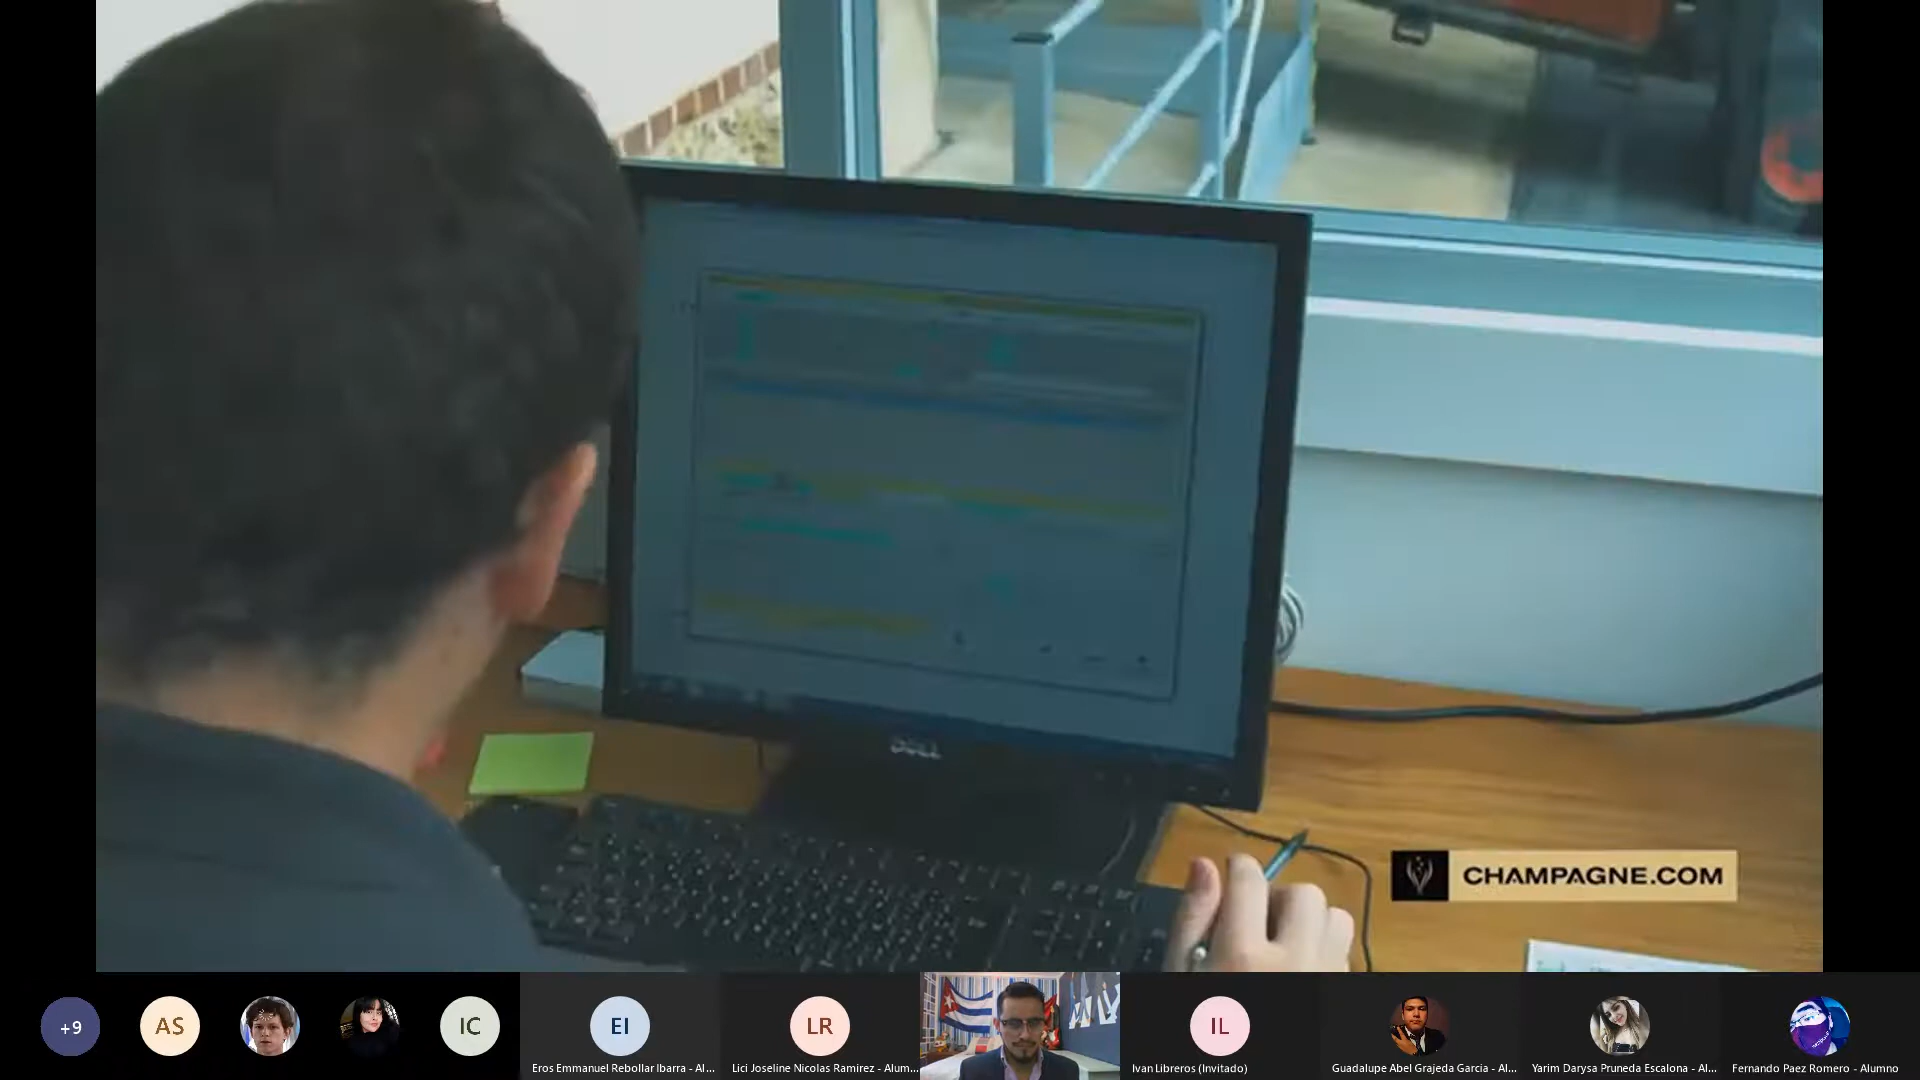 DELL
CHAMPAGNE.COM
+9
AS
IC
EI
LR
IL
Eros Emmanuel Rebollar Ibarra - Al...
Lici Joseline Nicolas Ramirez - Alum...
Ivan Libreros (Invitado)
Guadalupe Abel Grajeda Garcia - Al...
Yarim Darysa Pruneda Escalona - Al...
Fernando Paez Romero - Alumno